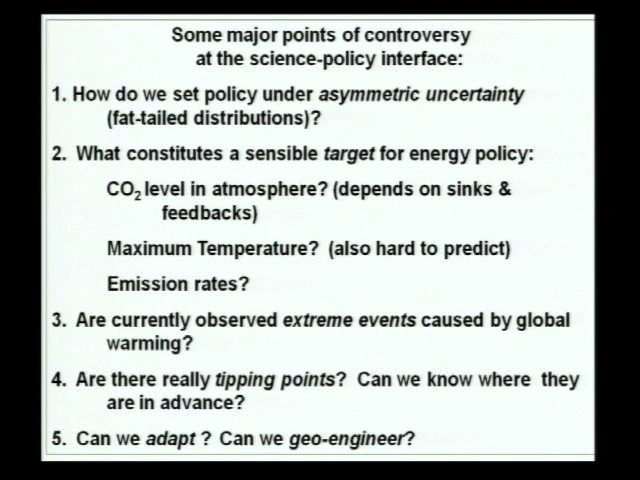 Some major points of controversy
at the science-policy interface:
1. How do we set policy under asymmetric uncertainty
(fat-tailed distributions)?
2. What constitutes a sensible target for energy policy:
CO2 level in atmosphere? (depends on sinks &
feedbacks)
Maximum Temperature? (also hard to predict)
Emission rates?
3. Are currently observed extreme events caused by global
warming?
4. Are there really tipping points? Can we know where they
are in advance?
5. Can we adapt ? Can we geo-engineer?